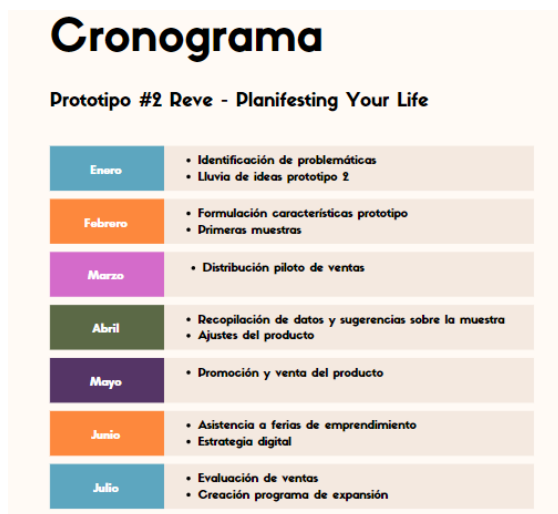 Cronograma
Prototipo #2 Reve - Planifesting Your Life
Enero
• Identificación de problemáticas
• Lluvia de ideas prototipo 2
Febrero
• Formulación características prototipo
• Primeras muestras
Marzo
• Distribución piloto de ventas
Abril
• Recopilación de datos y sugerencias sobre la muestra
• Ajustes del producto
Mayo
• Promoción y venta del producto
Junio
• Asistencia a ferias de emprendimiento
• Estrategia digital
Julio
• Evaluación de ventas
• Creación programa de expansión